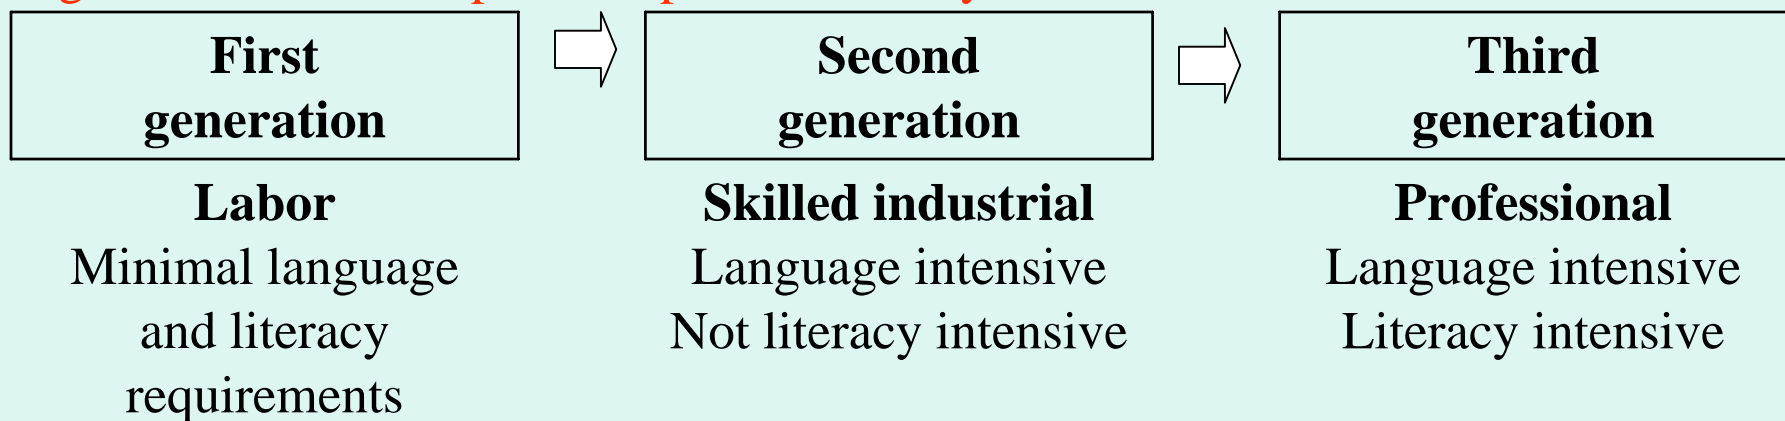 First
generation
Second
generation
Third
generation
Labor
Minimal language
and literacy
requirements
Skilled industrial
Language intensive
Not literacy intensive
Professional
Language intensive
Literacy intensive